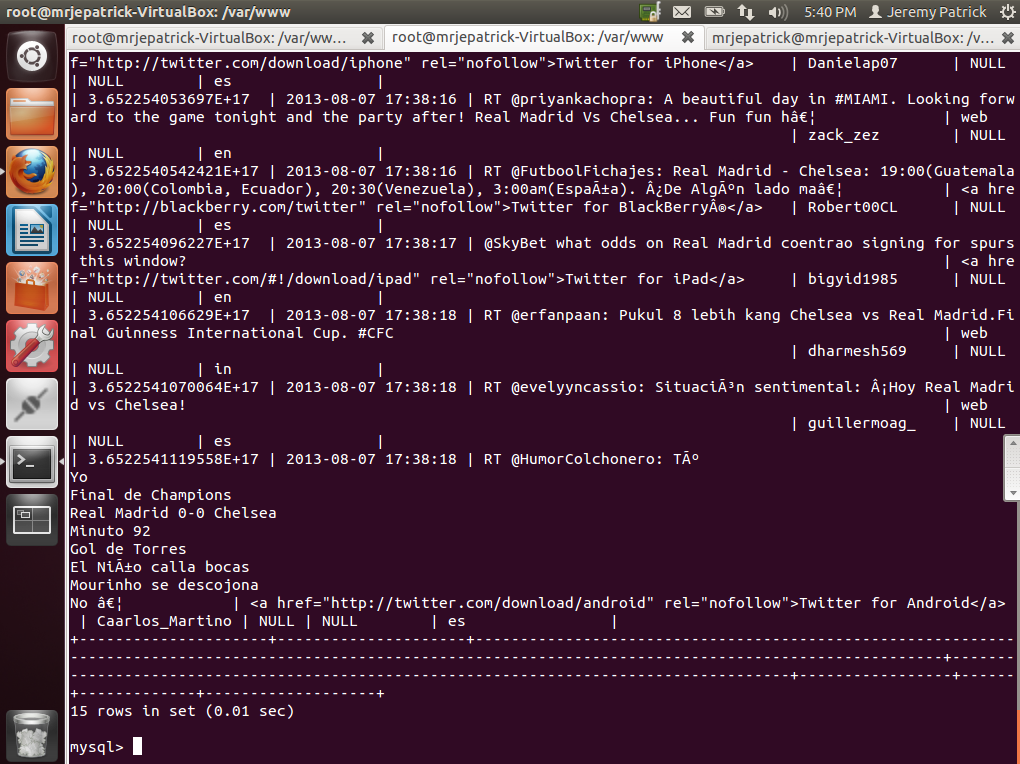 root@mrjepatrick-VirtualBox: /var/www
5:40 PM Jeremy Patrick
root@mrjepatrick-VirtualBox: /var/ww... root@mrjepatrick-VirtualBox: /var/www mrjepatrick@mrjepatrick-VirtualBox: /v...
f="http://twitter.com/download/iphone" rel="nofollow">Twitter for iPhone</a> | Danielap07 | NULL
| NULL | es |
| 3.652254053697E+17 | 2013-08-07 17:38:16 | RT @priyankachopra: A beautiful day in #MIAMI. Looking forw
ard to the game tonight and the party after! Real Madrid Vs Chelsea... Fun fun hâ€¦ | web
| zack_zez | NULL
| NULL | en |
| 3.6522540542421E+17 | 2013-08-07 17:38:16 | RT @FutboolFichajes: Real Madrid - Chelsea: 19:00(Guatemala
), 20:00(Colombia, Ecuador), 20:30(Venezuela), 3:00am(EspaÃ±a). Â¿De AlgÃºn lado maâ€¦ | <a hre
f="http://blackberry.com/twitter" rel="nofollow">Twitter for BlackBerryÂ®</a> | Robert00CL | NULL
| NULL | es |
| 3.652254096227E+17 | 2013-08-07 17:38:17 | @SkyBet what odds on Real Madrid coentrao signing for spurs
this window? | <a hre
f="http://twitter.com/#!/download/ipad" rel="nofollow">Twitter for iPad</a> | bigyid1985 | NULL
| NULL | en |
| 3.652254106629E+17 | 2013-08-07 17:38:18 | RT @erfanpaan: Pukul 8 lebih kang Chelsea vs Real Madrid.Fi
nal Guinness International Cup. #CFC | web
| dharmesh569 | NULL
| NULL | in |
| 3.6522541070064E+17 | 2013-08-07 17:38:18 | RT @evelyyncassio: SituaciÃ³n sentimental: Â¡Hoy Real Madri
d vs Chelsea! | web
| guillermoag_ | NULL
| NULL | es |
| 3.6522541119558E+17 | 2013-08-07 17:38:18 | RT @HumorColchonero: TÃº
Yo
Final de Champions
Real Madrid 0-0 Chelsea
Minuto 92
Gol de Torres
El NiÃ±o calla bocas
Mourinho se descojona
No â€¦ | <a href="http://twitter.com/download/android" rel="nofollow">Twitter for Android</a>
| Caarlos_Martino | NULL | NULL | es |
+----------------------+----------------------+------------------------------------------------------------
-------------------------------------------------------------------------------------------------+-------
--------------------------------------------------------------------------------+-----------------+------
+-------------+-------------------+
15 rows in set (0.01 sec)
mysql>